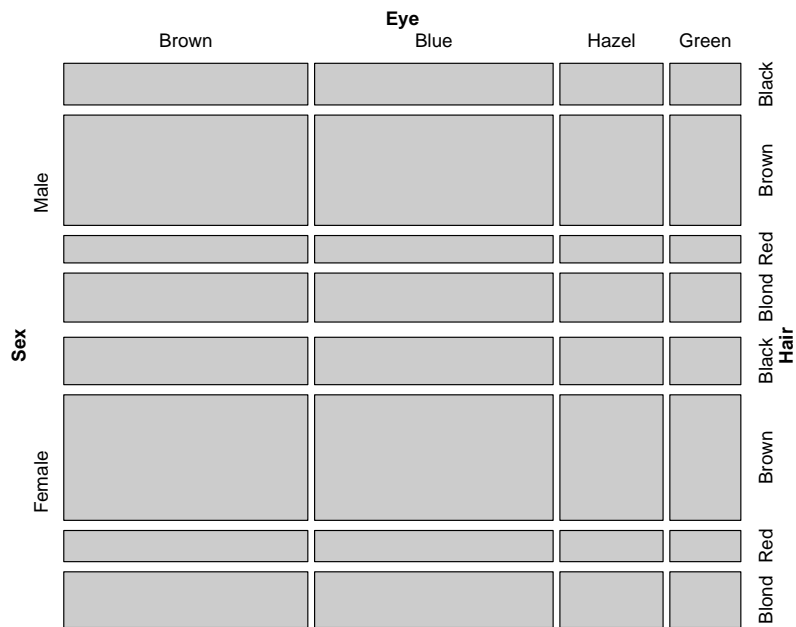 Eye
Brown Blue Hazel Green
Black
Brown
Male
Red
Blond
Sex
Hair
Black
Brown
Female
Red
Blond